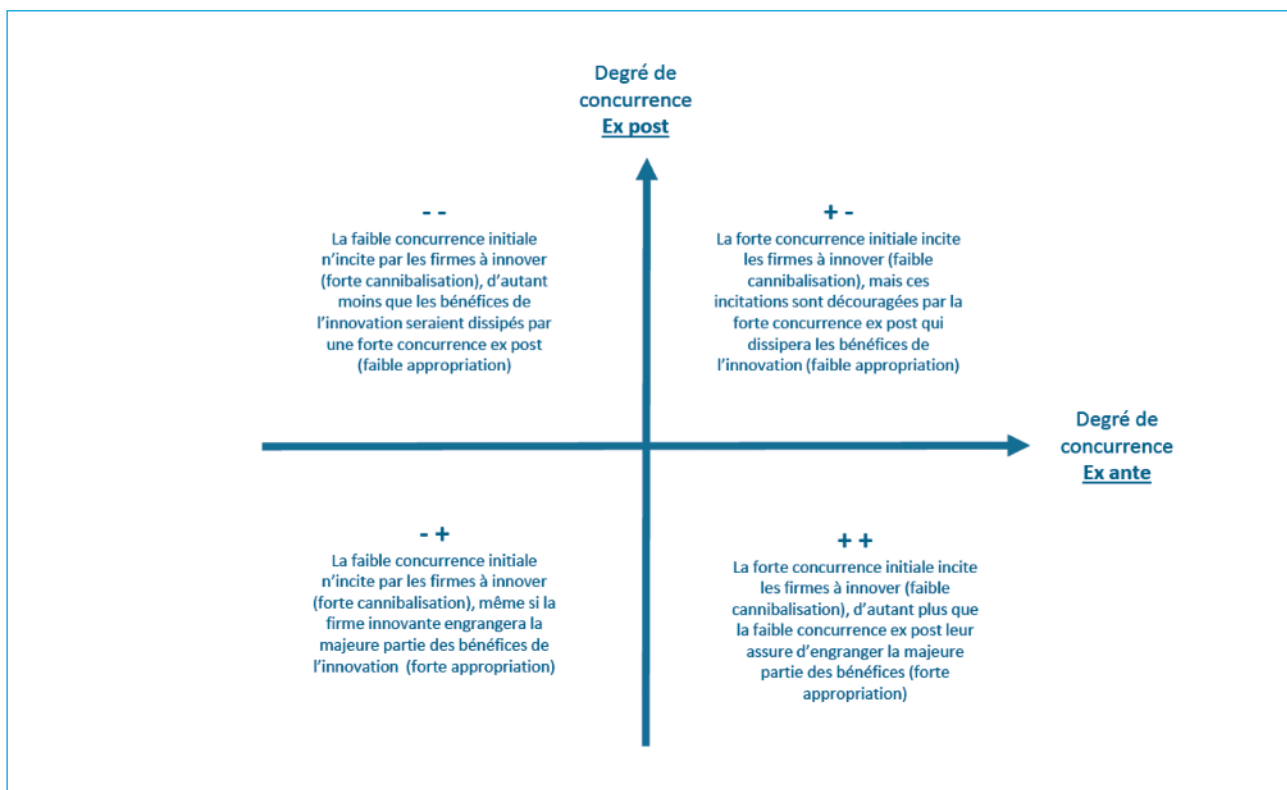 Degré de
concurrence
Ex post
- -
La faible concurrence initiale
n'incite par les firmes à innover
(forte cannibalisation), d'autant
moins que les bénéfices de
l'innovation seraient dissipés par
une forte concurrence ex post
(faible appropriation)
+ -
La forte concurrence initiale incite
les firmes à innover (faible
cannibalisation), mais ces
incitations sont découragées par la
forte concurrence ex post qui
dissipera les bénéfices de
l'innovation (faible appropriation)
Degré de
concurrence
Ex ante
- +
La faible concurrence initiale
n'incite par les firmes à innover
(forte cannibalisation), même si la
firme innovante engrangera la
majeure partie des bénéfices de
l'innovation  (forte appropriation)
+ +
La forte concurrence initiale incite
les firmes à innover (faible
cannibalisation), d'autant plus que
la faible concurrence ex post leur
assure d'engranger la majeure
partie des bénéfices (forte
appropriation)